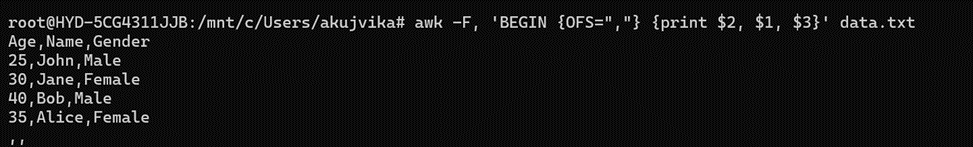 root@HYD-5CG4311JJB:/mnt/c/Users/akujvika# awk -F, 'BEGIN {OFS=","} {print $2, $1, $3}' data.txt
Age,Name,Gender
25,John,Male
30,Jane,Female
40,Bob,Male
35,Alice,Female
,,